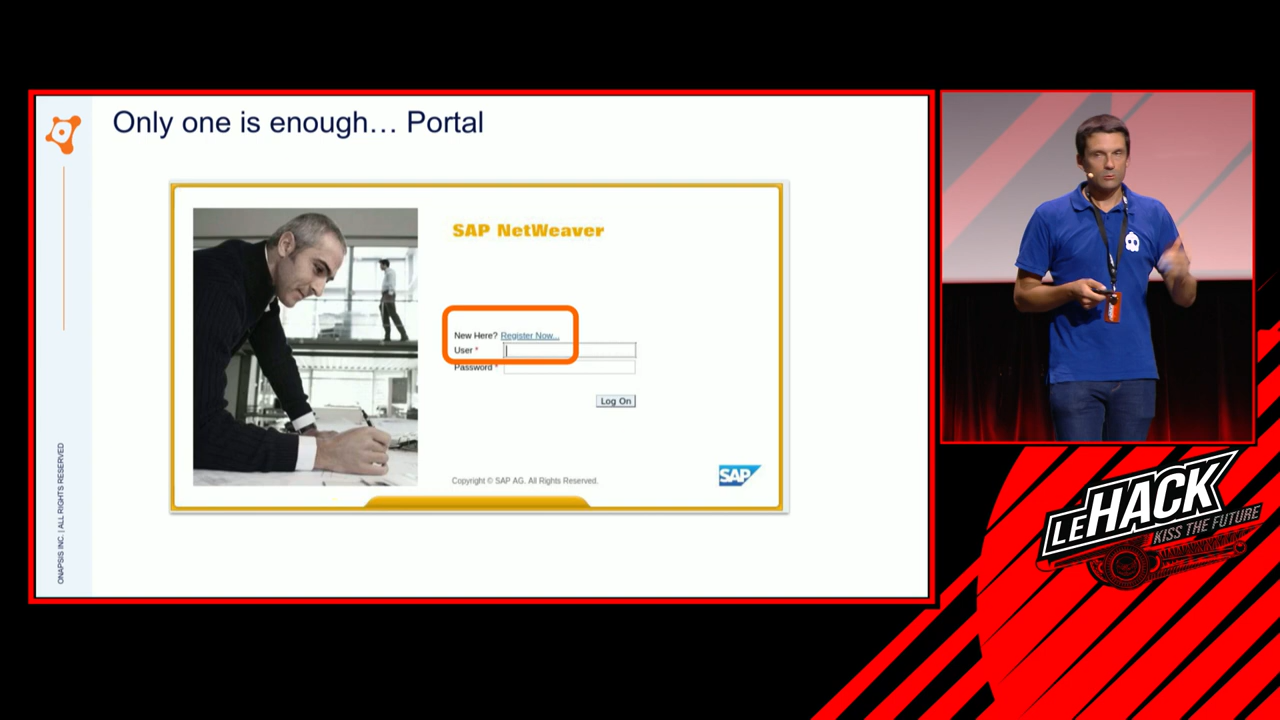 Only one is enough… Portal
SAP NetWeaver
New Here? Register Now...
User *
Password *
Log On
Copyright © SAP AG. All Rights Reserved.
SAP
ONAPSIS INC. | ALL RIGHTS RESERVED
LEHACK
KISS THE FUTURE